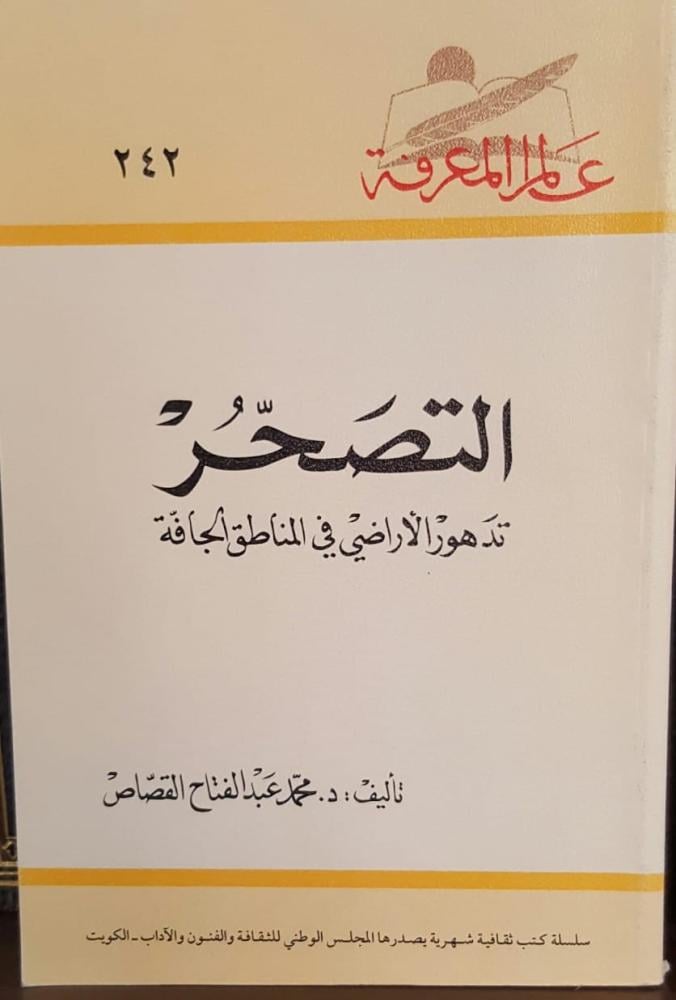 عالم المعرفة
٢٤٢
التصَحّرُ
تدهور الأراضي في المناطق الجافة
تأليف: د. محمد عبد الفتاح القصاص
سلسلة كتب ثقافية شهرية يصدرها المجلس الوطني للثقافة والفنون والآداب - الكويت